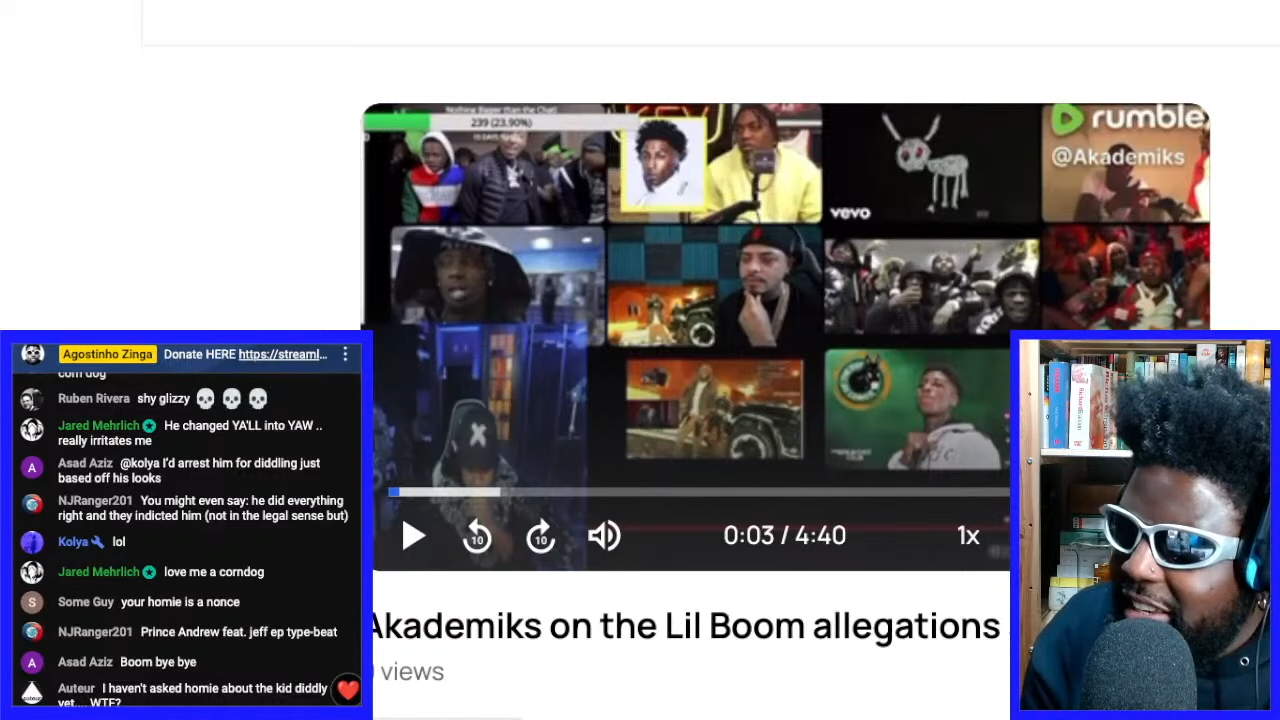 239 (23.90%)
rumble
@Akademiks
vevo
X
10
10
0:03 / 4:40
1x
Akademiks on the Lil Boom allegations
views
Agostinho Zinga Donate HERE https://streaml...
corn dog
Ruben Rivera shy glizzy 💀 💀 💀
Jared Mehrlich He changed YA'LL into YAW ..
really irritates me
A
Asad Aziz @kolya I'd arrest him for diddling just
based off his looks
NJRanger201 You might even say: he did everything
right and they indicted him (not in the legal sense but)
Kolya lol
Jared Mehrlich love me a corndog
S
Some Guy your homie is a nonce
NJRanger201 Prince Andrew feat. jeff ep type-beat
A
Asad Aziz Boom bye bye
Auteur I haven't asked homie about the kid diddly
yet.... WTF?